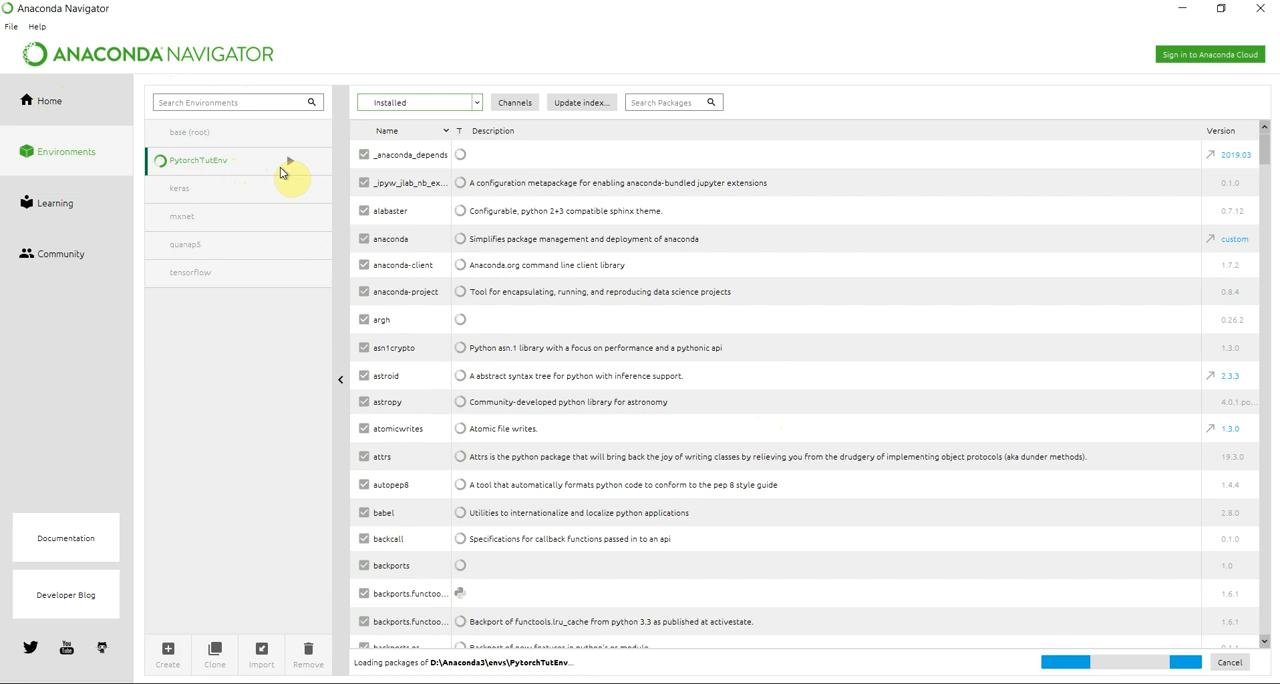 Anaconda Navigator
File Help
ANACONDA NAVIGATOR
Sign in to Anaconda Cloud
Home
Environments
Learning
Community
Documentation
Developer Blog
You Tube
Search Environments
base (root)
PytorchTutEnv
keras
mxnet
quanap5
tensorflow
Create Clone Import Remove
Installed Channels Update index... Search Packages
Name T Description Version
_anaconda_depends 2019.03
_ipyw_jlab_nb_ex... A configuration metapackage for enabling anaconda-bundled jupyter extensions 0.1.0
alabaster Configurable, python 2+3 compatible sphinx theme. 0.7.12
anaconda Simplifies package management and deployment of anaconda custom
anaconda-client Anaconda.org command line client library 1.7.2
anaconda-project Tool for encapsulating, running, and reproducing data science projects 0.8.4
argh 0.26.2
asn1crypto Python asn.1 library with a focus on performance and a pythonic api 1.3.0
astroid A abstract syntax tree for python with inference support. 2.3.3
astropy Community-developed python library for astronomy 4.0.1.po...
atomicwrites Atomic file writes. 1.3.0
attrs Attrs is the python package that will bring back the joy of writing classes by relieving you from the drudgery of implementing object protocols (aka dunder methods). 19.3.0
autopep8 A tool that automatically formats python code to conform to the pep 8 style guide 1.4.4
babel Utilities to internationalize and localize python applications 2.8.0
backcall Specifications for callback functions passed in to an api 0.1.0
backports 1.0
backports.functoo... 1.6.1
backports.functoo... Backport of functools.lru_cache from python 3.3 as published at activestate. 1.6.1
Loading packages of D:\Anaconda3\envs\PytorchTutEnv... Cancel